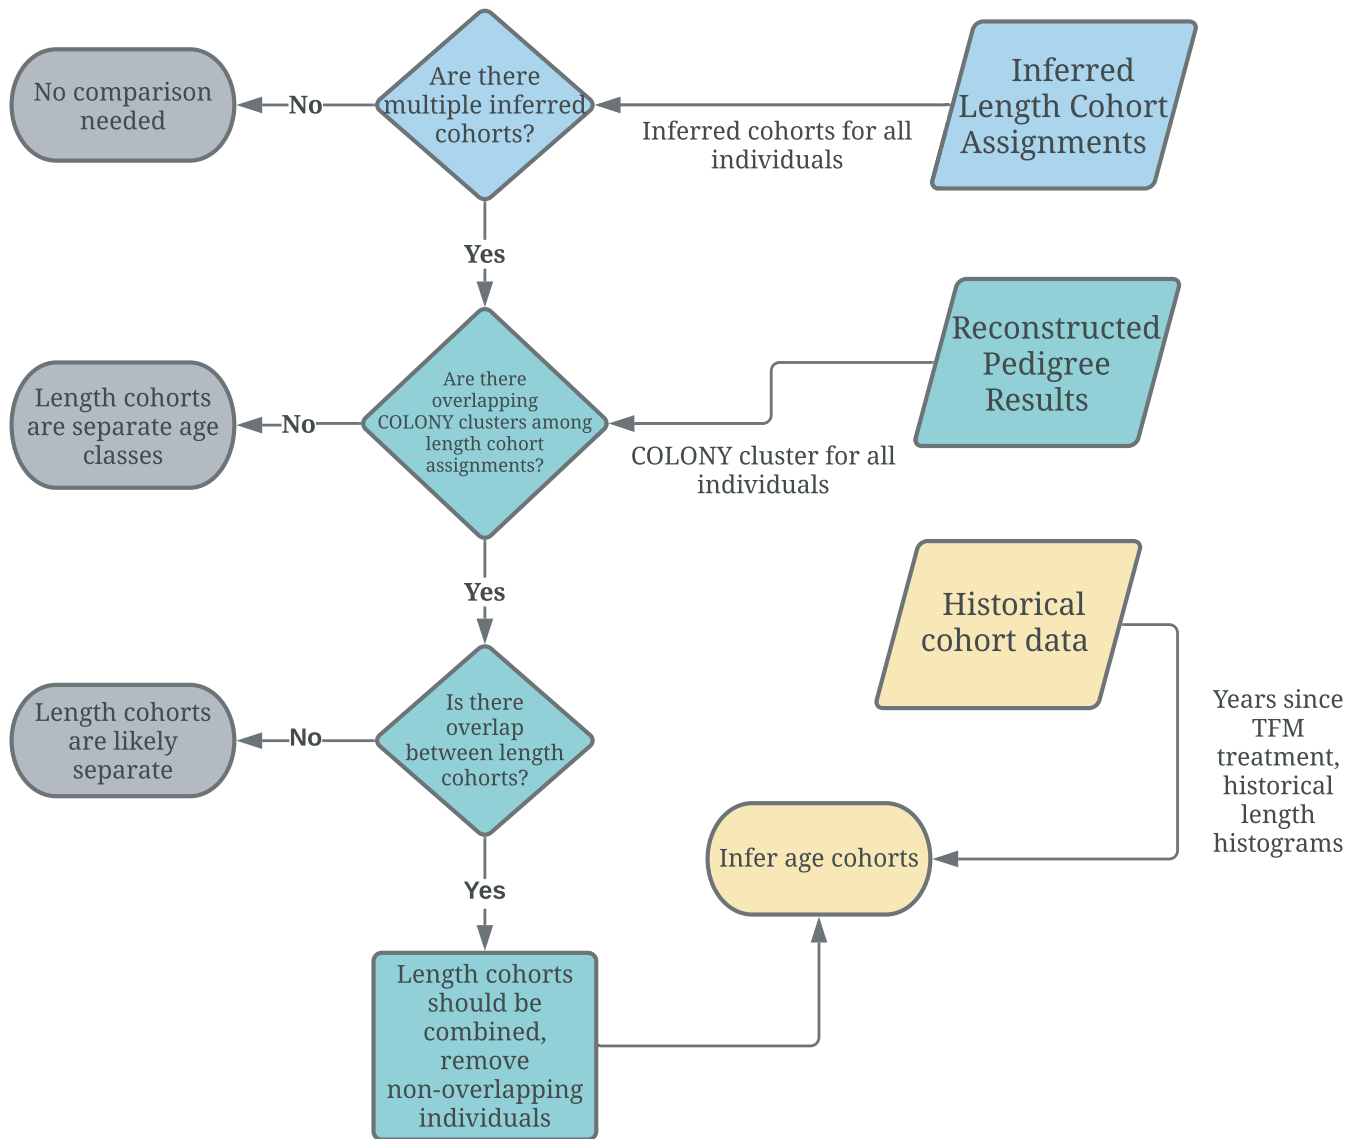 No comparison
needed
No
Are there
multiple inferred
cohorts?
Inferred cohorts for all
individuals
Inferred
Length Cohort
Assignments
Yes
Length cohorts
are separate age
classes
No
Are there
overlapping
COLONY clusters among
length cohort
assignments?
COLONY cluster for all
individuals
Reconstructed
Pedigree
Results
Yes
Historical
cohort data
Length cohorts
are likely
separate
No
Is there
overlap
between length
cohorts?
Years since
TFM
treatment,
historical
length
histograms
Infer age cohorts
Yes
Length cohorts
should be
combined,
remove
non-overlapping
individuals